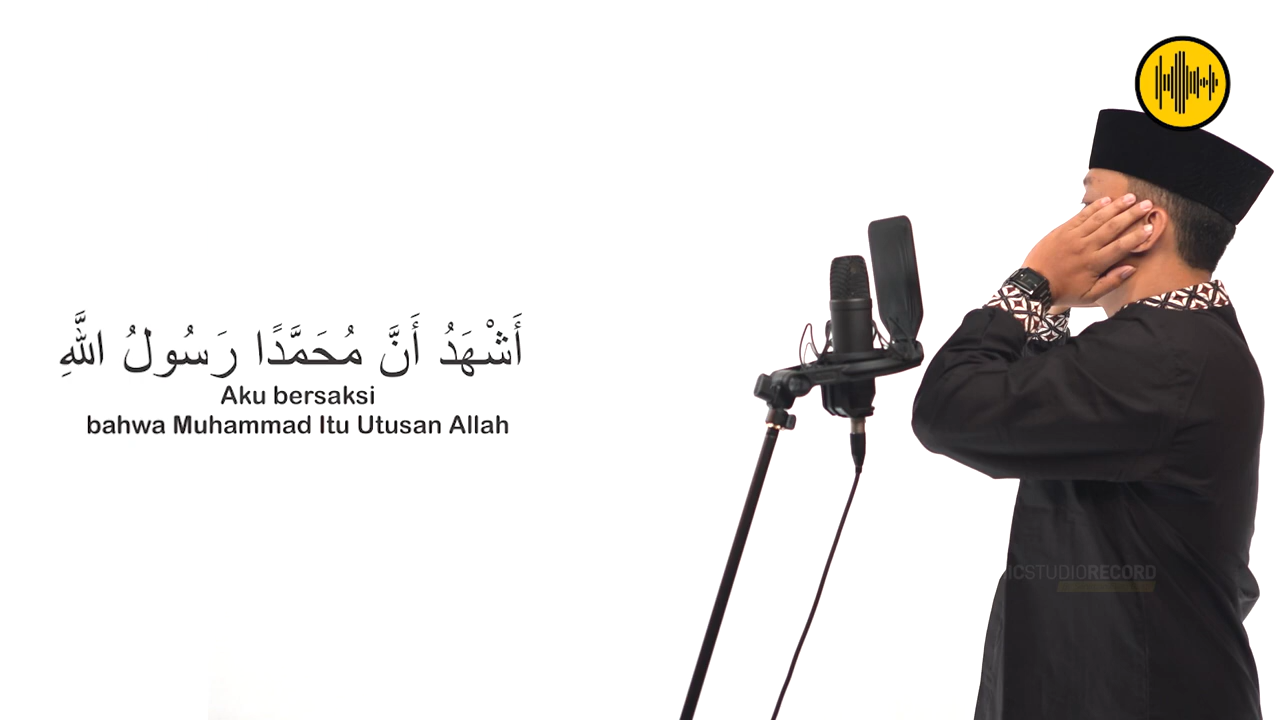 أَشْهَدُ أَنَّ مُحَمَّدًا رَسُولُ اللَّهِ
Aku bersaksi
bahwa Muhammad Itu Utusan Allah
ICSTUDIORECORD